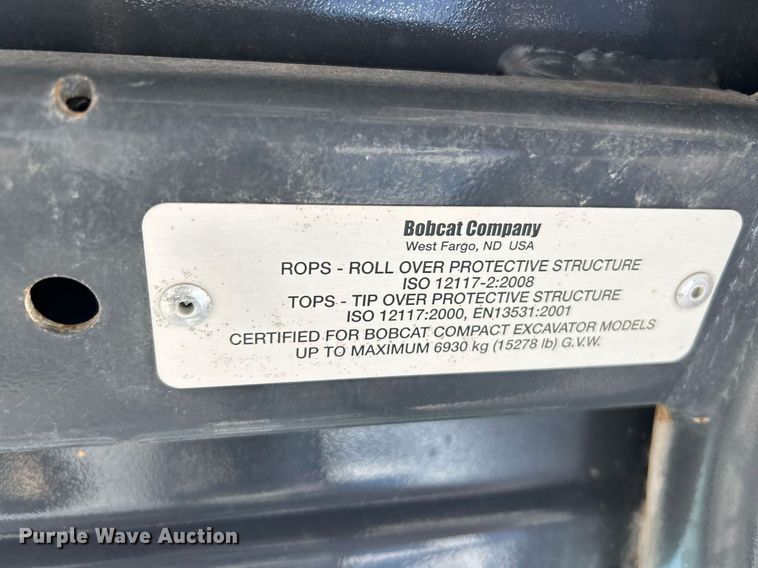 Bobcat Company
West Fargo, ND USA
ROPS - ROLL OVER PROTECTIVE STRUCTURE
ISO 12117-2:2008
TOPS - TIP OVER PROTECTIVE STRUCTURE
ISO 12117:2000, EN13531:2001
CERTIFIED FOR BOBCAT COMPACT EXCAVATOR MODELS
UP TO MAXIMUM 6930 kg (15278 lb) G.V.W.
Purple Wave Auction